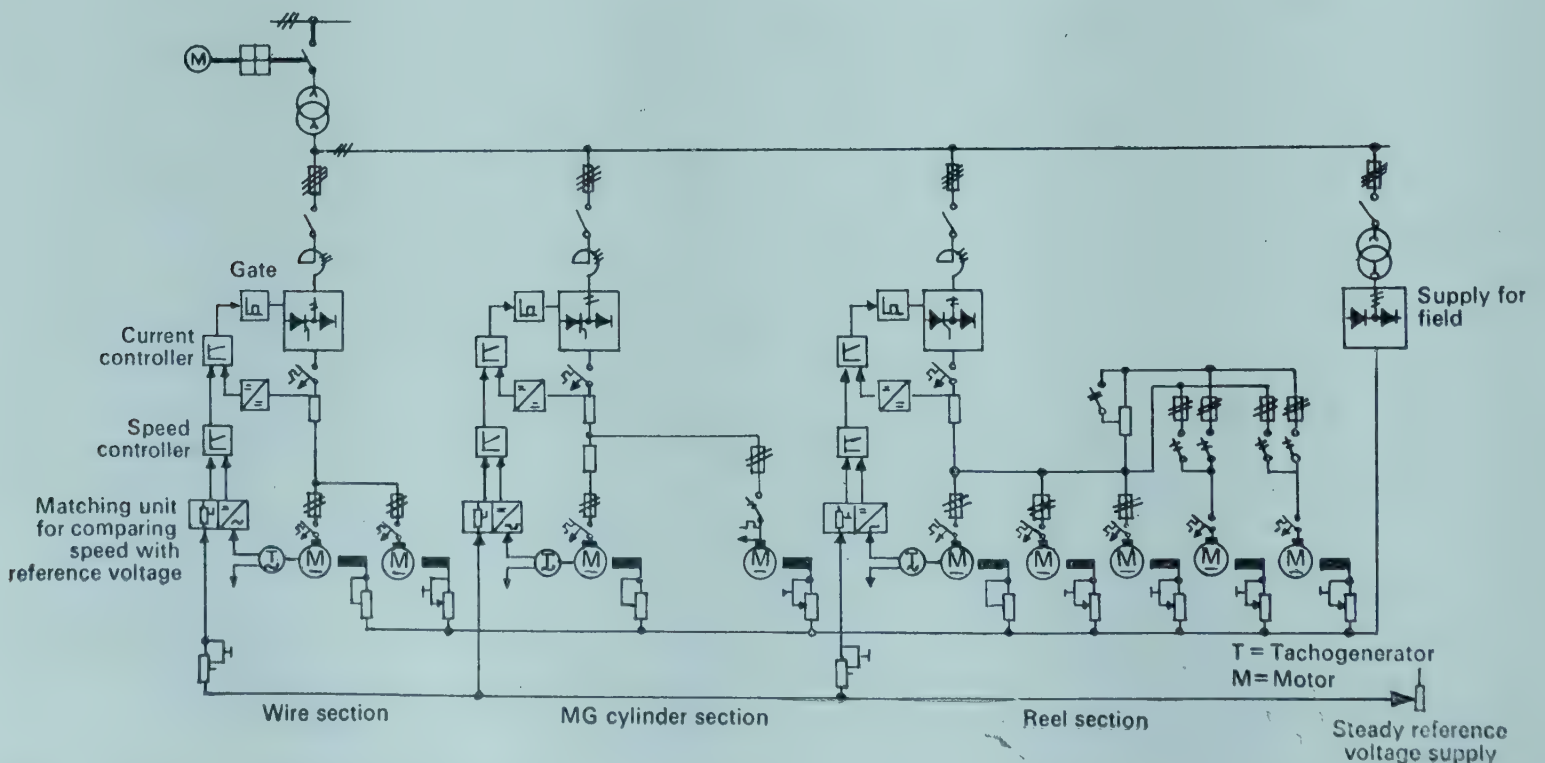 M
Gate
Current
controller
Speed
controller
Matching unit
for comparing
speed with
reference voltage
Supply for
field
T
M
M
T
M
M
T
M
M
M
M
M
T = Tachogenerator
M = Motor
Wire section
MG cylinder section
Reel section
Steady reference
voltage supply